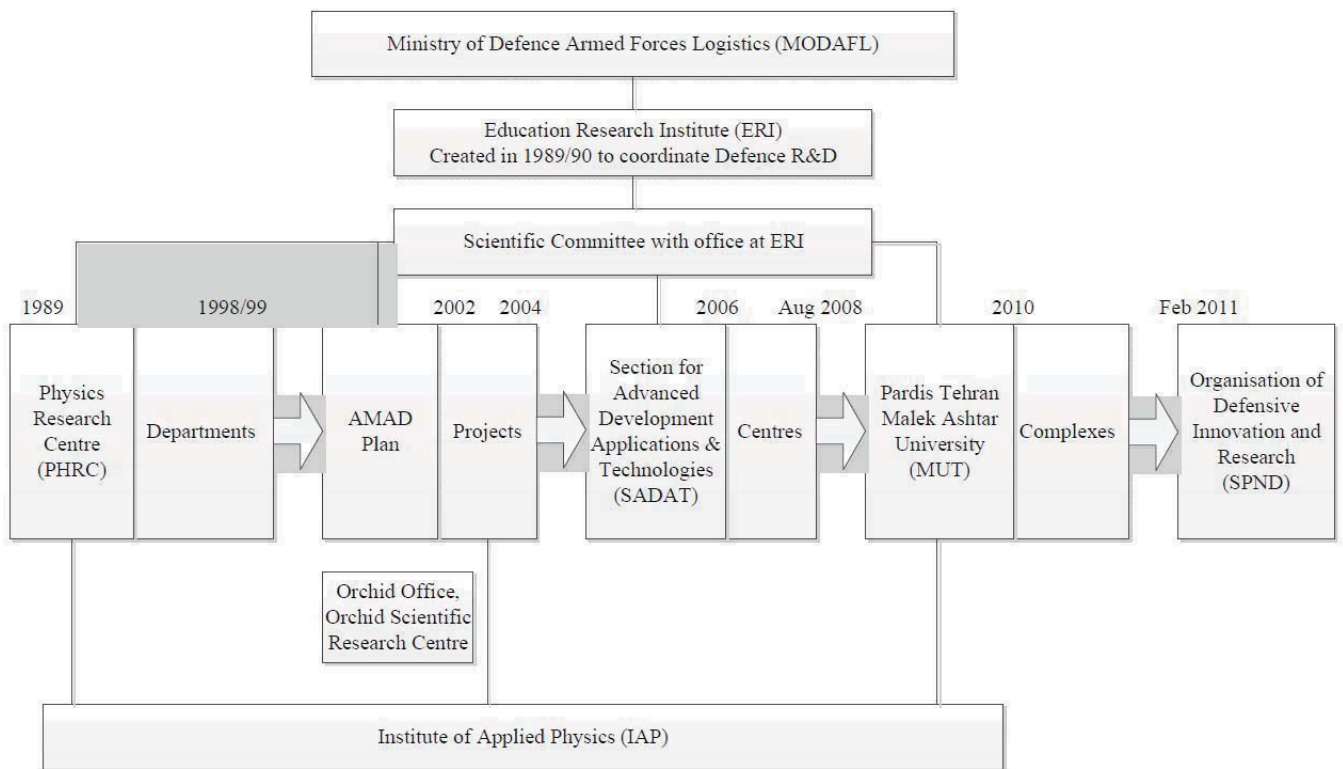 Ministry of Defence Armed Forces Logistics (MODAFL)
Education Research Institute (ERI)
Created in 1989/90 to coordinate Defence R&D
Scientific Committee with office at ERI
1989
1998/99
2002
2004
2006
Aug 2008
2010
Feb 2011
Physics
Research
Centre
(PHRC)
Departments
AMAD
Plan
Projects
Section for
Advanced
Development
Applications &
Technologies
(SADAT)
Centres
Pardis Tehran
Malek Ashtar
University
(MUT)
Complexes
Organisation of
Defensive
Innovation and
Research
(SPND)
Orchid Office,
Orchid Scientific
Research Centre
Institute of Applied Physics (IAP)